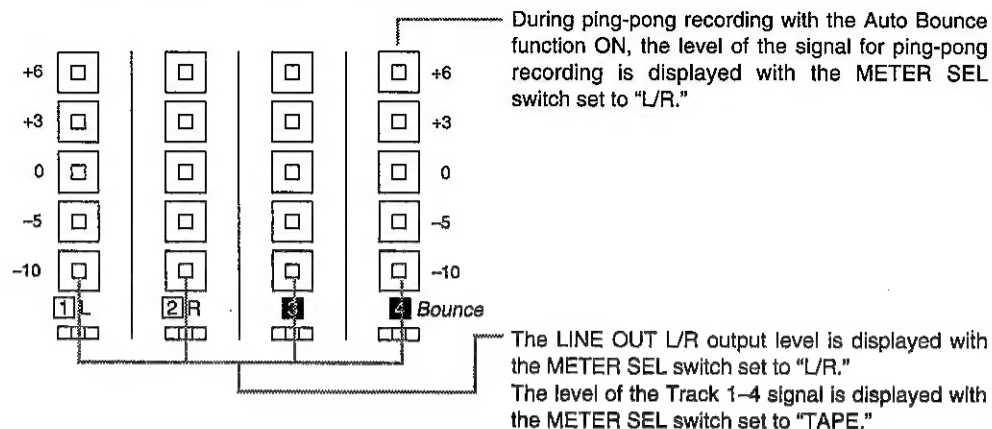 During ping-pong recording with the Auto Bounce
function ON, the level of the signal for ping-pong
recording is displayed with the METER SEL
switch set to "L/R."
+6 +6
+3 +3
0 0
–5 –5
–10 –10
1 L 2 R 3 4 Bounce
The LINE OUT L/R output level is displayed with
the METER SEL switch set to "L/R."
The level of the Track 1–4 signal is displayed with
the METER SEL switch set to "TAPE."